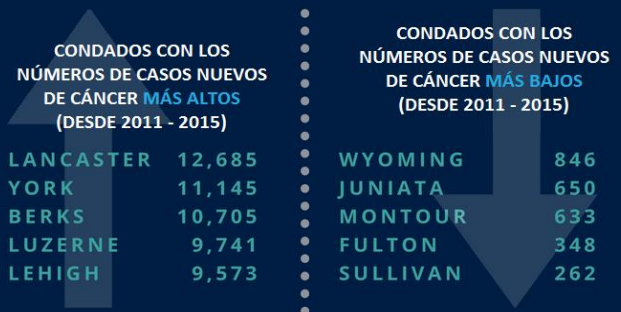 CONDADOS CON LOS
NÚMEROS DE CASOS NUEVOS
DE CÁNCER MÁS ALTOS
(DESDE 2011 - 2015)
LANCASTER 12,685
YORK 11,145
BERKS 10,705
LUZERNE 9,741
LEHIGH 9,573
CONDADOS CON LOS
NÚMEROS DE CASOS NUEVOS
DE CÁNCER MÁS BAJOS
(DESDE 2011 - 2015)
WYOMING 846
JUNIATA 650
MONTOUR 633
FULTON 348
SULLIVAN 262